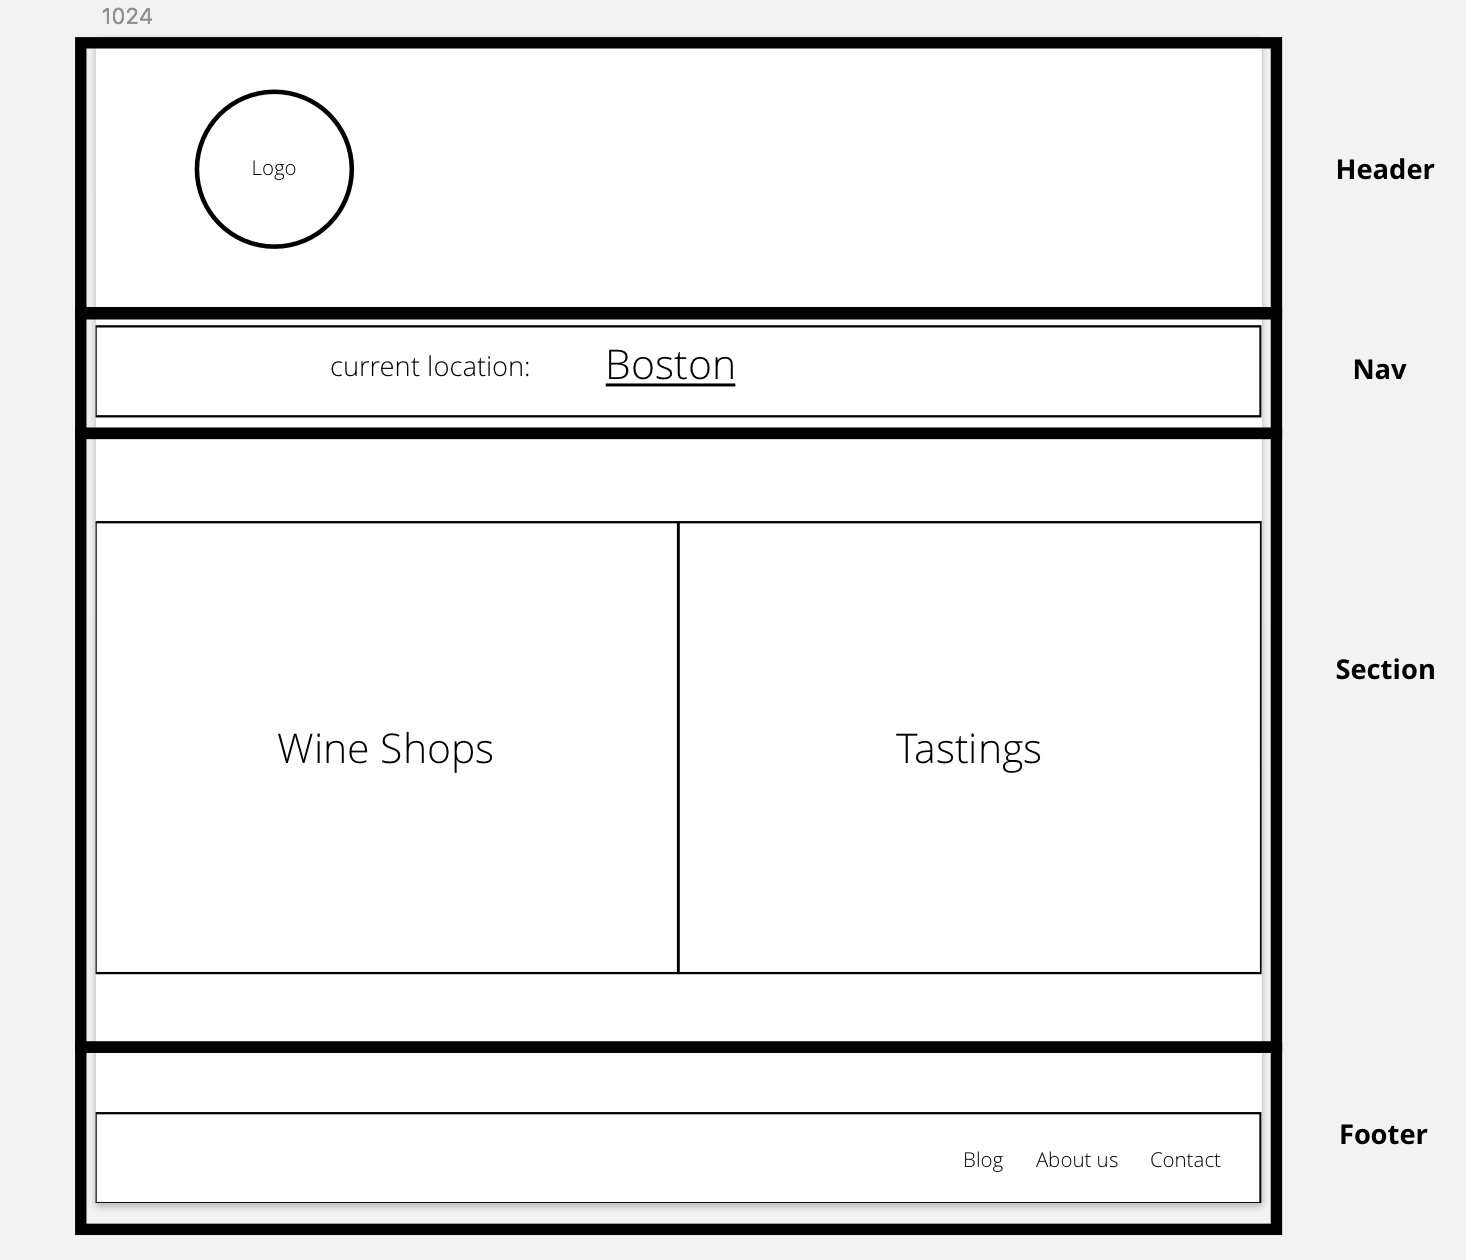 1024
Logo
Header
current location: Boston
Nav
Section
Wine Shops Tastings
Footer
Blog About us Contact